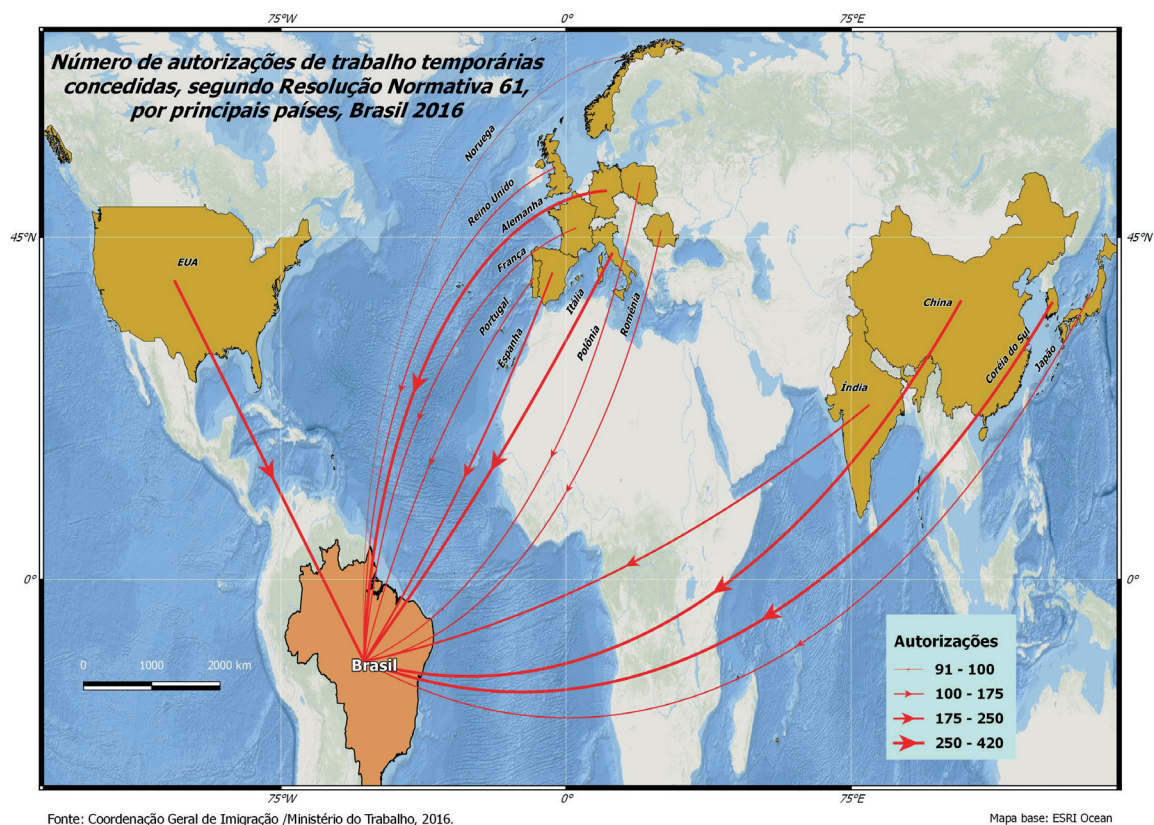 75°W 0° 75°E
Número de autorizações de trabalho temporárias
concedidas, segundo Resolução Normativa 61,
por principais países, Brasil 2016
Noruega
Reino Unido
Alemanha
45°N 45°N
França
EUA
Portugal
Espanha
Itália
Polônia
Romênia
China
Coréia do Sul
Japão
Índia
0° 0°
Brasil
0 1000 2000 km
Autorizações
91 - 100
100 - 175
175 - 250
250 - 420
75°W 0° 75°E
Fonte: Coordenação Geral de Imigração /Ministério do Trabalho, 2016.
Mapa base: ESRI Ocean